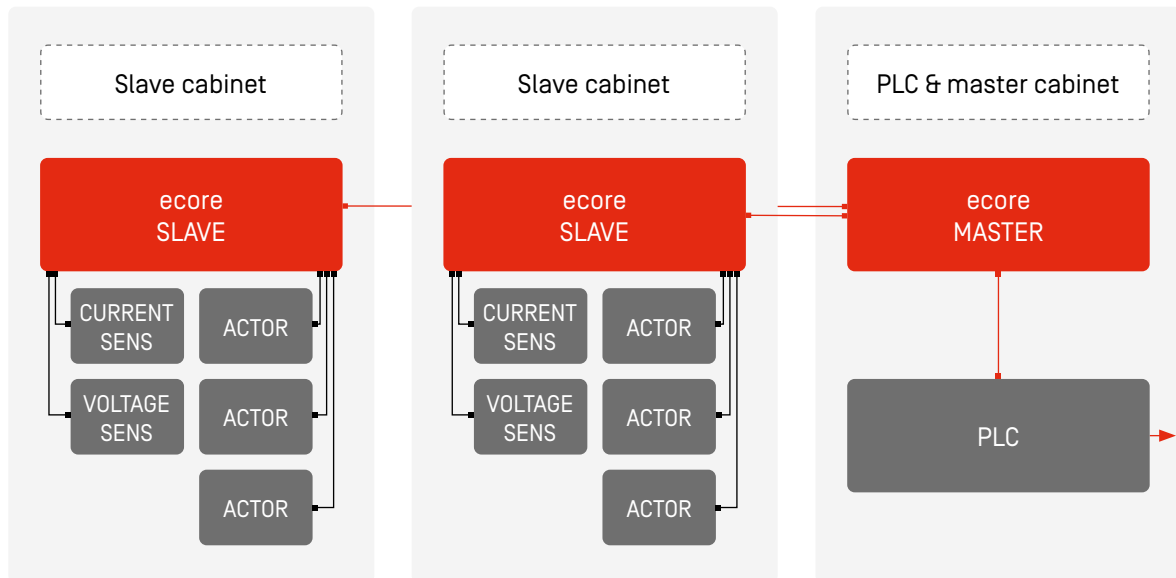 Slave cabinet
ecore
SLAVE
CURRENT
SENS
ACTOR
VOLTAGE
SENS
ACTOR
ACTOR
Slave cabinet
ecore
SLAVE
CURRENT
SENS
ACTOR
VOLTAGE
SENS
ACTOR
ACTOR
PLC & master cabinet
ecore
MASTER
PLC